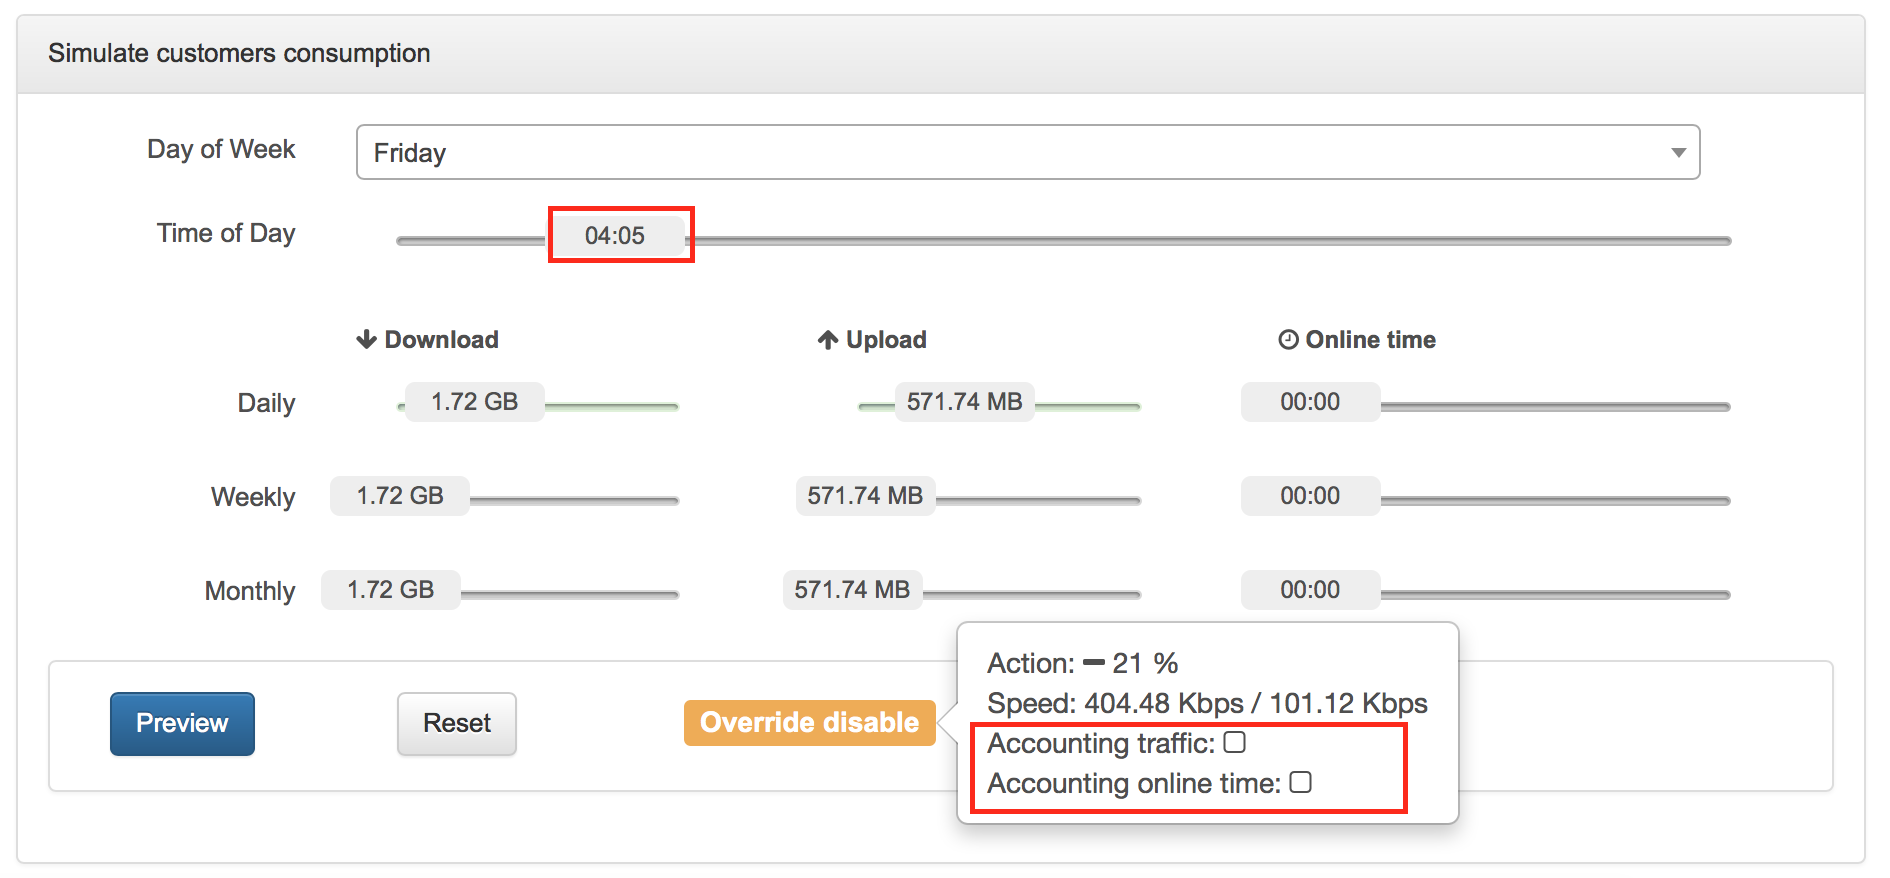 Simulate customers consumption
Day of Week
Friday
Time of Day
04:05
Download
Upload
Online time
Daily
1.72 GB
571.74 MB
00:00
Weekly
1.72 GB
571.74 MB
00:00
Monthly
1.72 GB
571.74 MB
00:00
Preview
Reset
Override disable
Action: − 21 %
Speed: 404.48 Kbps / 101.12 Kbps
Accounting traffic:
Accounting online time: